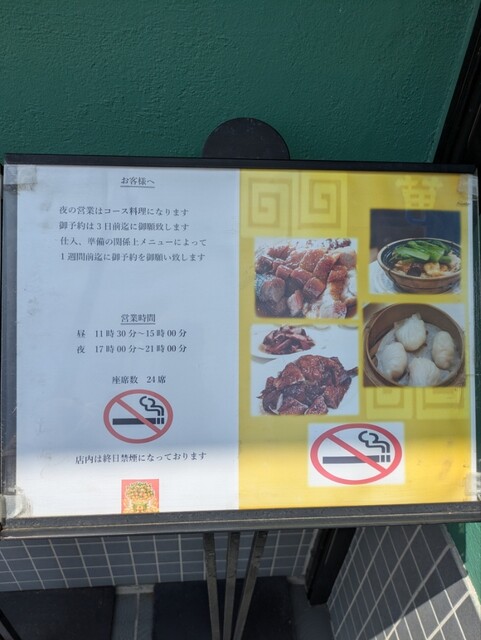 お客様へ
夜の営業はコース料理になります
御予約は3日前迄に御願致します
仕入、準備の関係上メニューによって
1週間前迄に御予約を御願い致します
営業時間
昼 11時30分～15時00分
夜 17時00分～21時00分
座席数 24席
店内は終日禁煙になっております